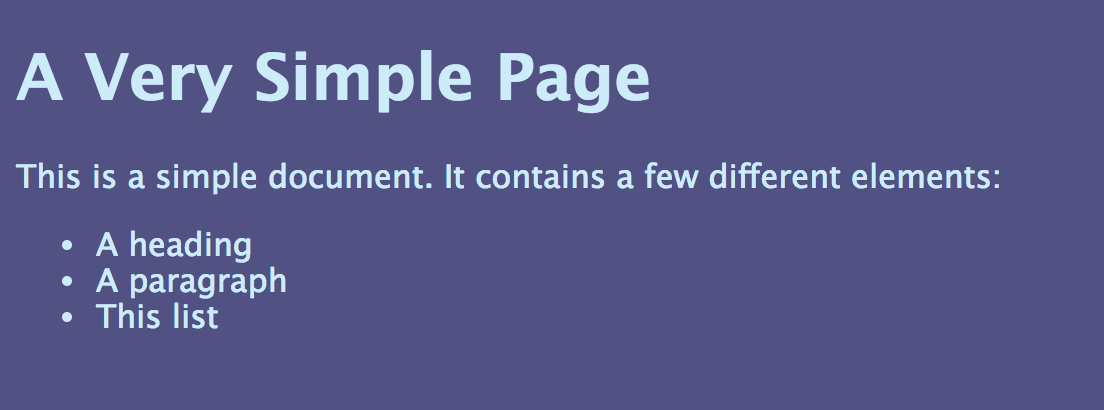 A Very Simple Page
This is a simple document. It contains a few different elements:
• A heading
• A paragraph
• This list